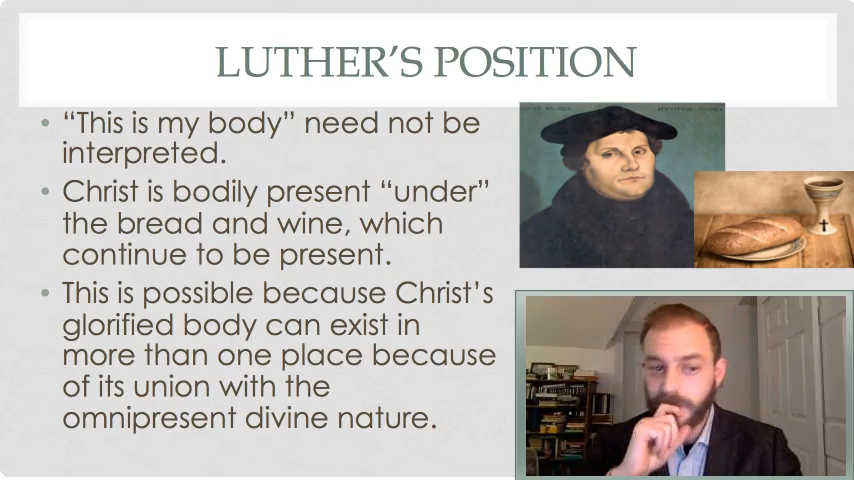 LUTHER'S POSITION
• “This is my body” need not be
interpreted.
• Christ is bodily present “under”
the bread and wine, which
continue to be present.
• This is possible because Christ's
glorified body can exist in
more than one place because
of its union with the
omnipresent divine nature.